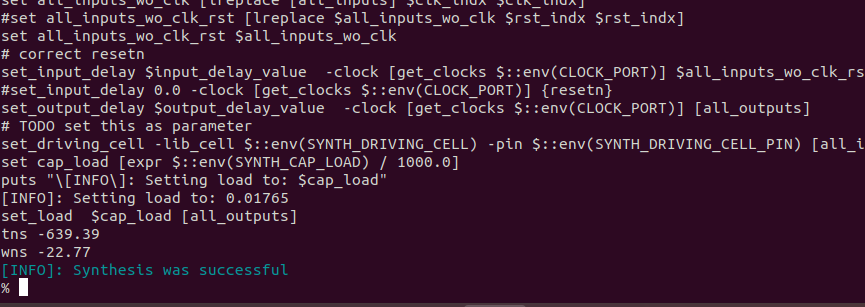 set all_inputs_wo_clk [lreplace [all_inputs] $clk_indx $clk_indx]
#set all_inputs_wo_clk_rst [lreplace $all_inputs_wo_clk $rst_indx $rst_indx]
set all_inputs_wo_clk_rst $all_inputs_wo_clk
# correct resetn
set_input_delay $input_delay_value  -clock [get_clocks $::env(CLOCK_PORT)] $all_inputs_wo_clk_rs
#set_input_delay 0.0 -clock [get_clocks $::env(CLOCK_PORT)] {resetn}
set_output_delay $output_delay_value  -clock [get_clocks $::env(CLOCK_PORT)] [all_outputs]
# TODO set this as parameter
set_driving_cell -lib_cell $::env(SYNTH_DRIVING_CELL) -pin $::env(SYNTH_DRIVING_CELL_PIN) [all_i
set cap_load [expr $::env(SYNTH_CAP_LOAD) / 1000.0]
puts "\[INFO\]: Setting load to: $cap_load"
[INFO]: Setting load to: 0.01765
set_load  $cap_load [all_outputs]
tns -639.39
wns -22.77
[INFO]: Synthesis was successful
%